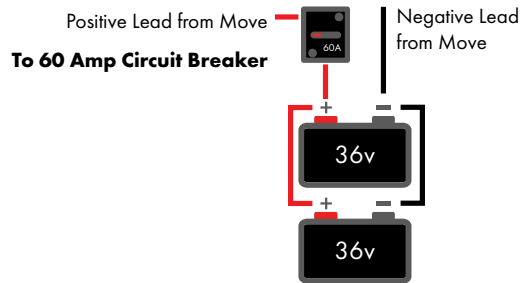 Positive Lead from Move
To 60 Amp Circuit Breaker
60A
Negative Lead
from Move
+ −
36v
+ −
36v